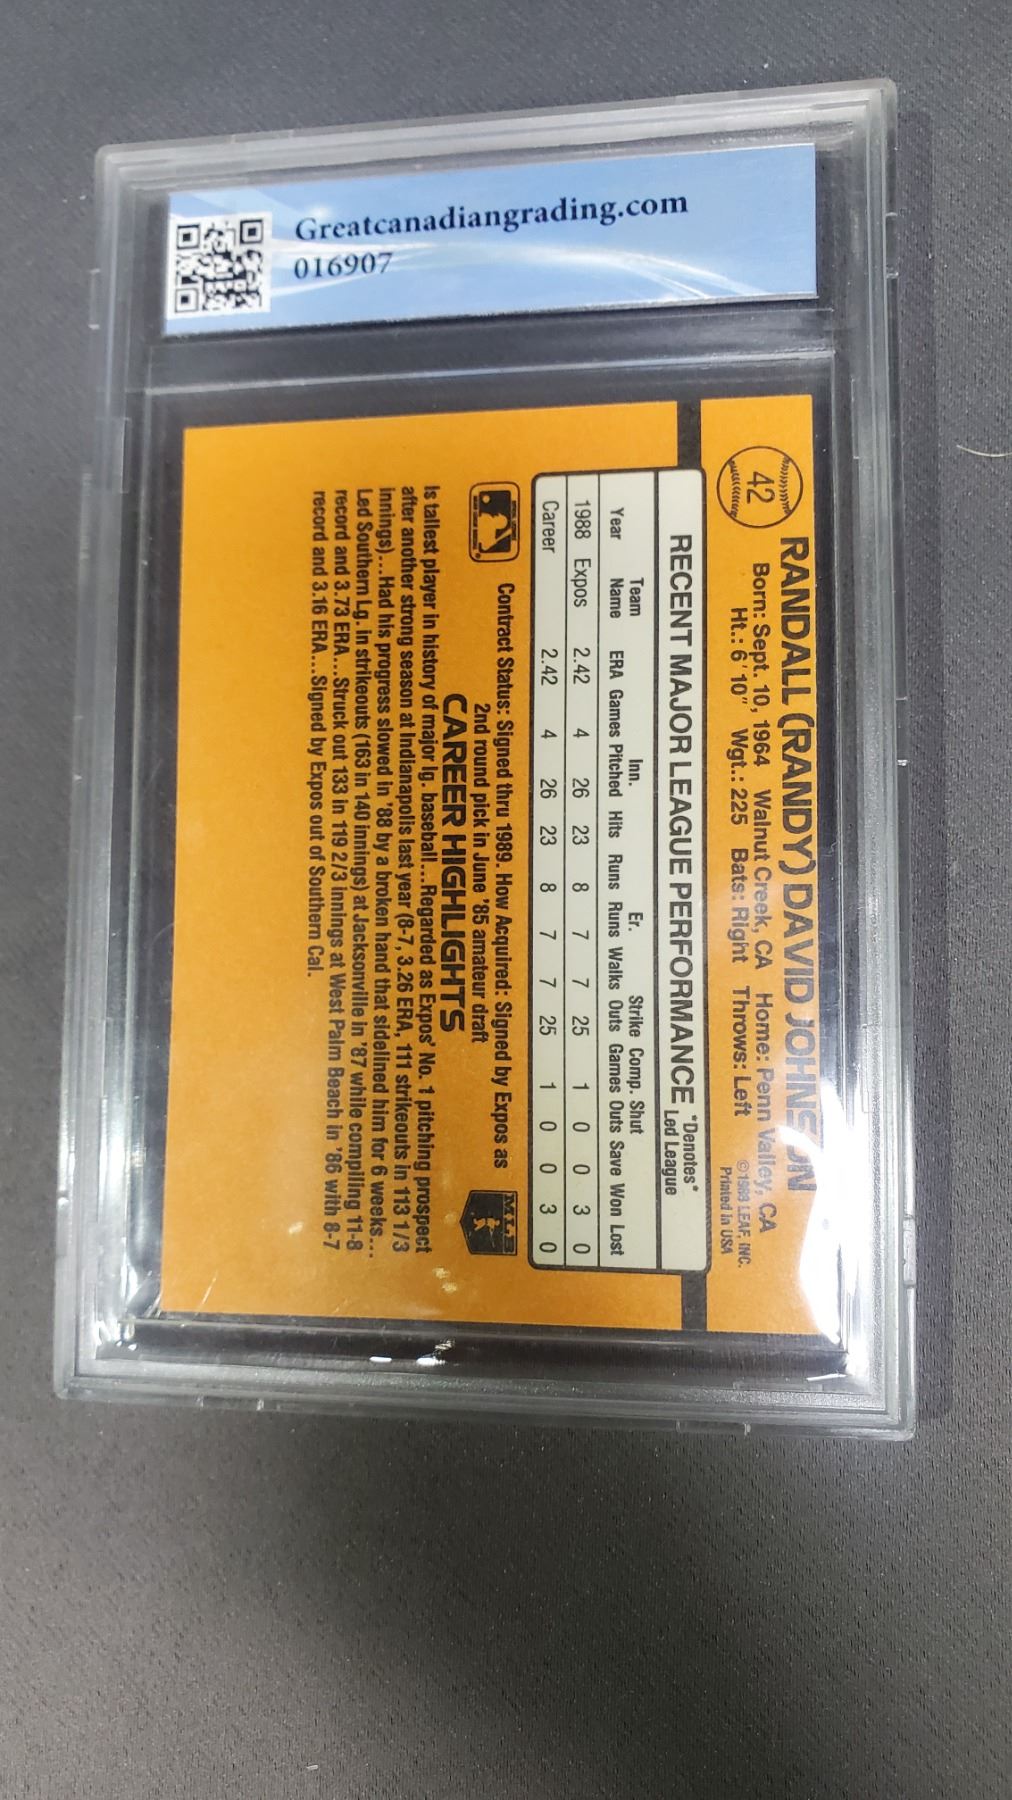 Greatcanadiangrading.com
016907
42
RANDALL (RANDY) DAVID JOHNSON
Born: Sept. 10, 1964 Walnut Creek, CA Home: Penn Valley, CA
Ht.: 6'10" Wgt.: 225 Bats: Right Throws: Left
©1989 LEAF, INC.
Printed in USA
RECENT MAJOR LEAGUE PERFORMANCE
*Denotes*
Led League
Team Inn. Er. Strike Comp. Shut
Year Name ERA Games Pitched Hits Runs Runs Walks Outs Games Outs Save Won Lost
1988 Expos 2.42 4 26 23 8 7 7 25 1 0 0 3 0
Career 2.42 4 26 23 8 7 7 25 1 0 0 3 0
Contract Status: Signed thru 1989. How Acquired: Signed by Expos as
2nd round pick in June '85 amateur draft
CAREER HIGHLIGHTS
Is tallest player in history of major lg. baseball...Regarded as Expos' No. 1 pitching prospect
after another strong season at Indianapolis last year (8-7, 3.26 ERA, 111 strikeouts in 113 1/3
innings)...Had his progress slowed in '88 by a broken hand that sidelined him for 6 weeks...
Led Southern Lg. in strikeouts (163 in 140 innings) at Jacksonville in '87 while compiling 11-8
record and 3.73 ERA...Struck out 133 in 119 2/3 innings at West Palm Beach in '86 with 8-7
record and 3.16 ERA...Signed by Expos out of Southern Cal.